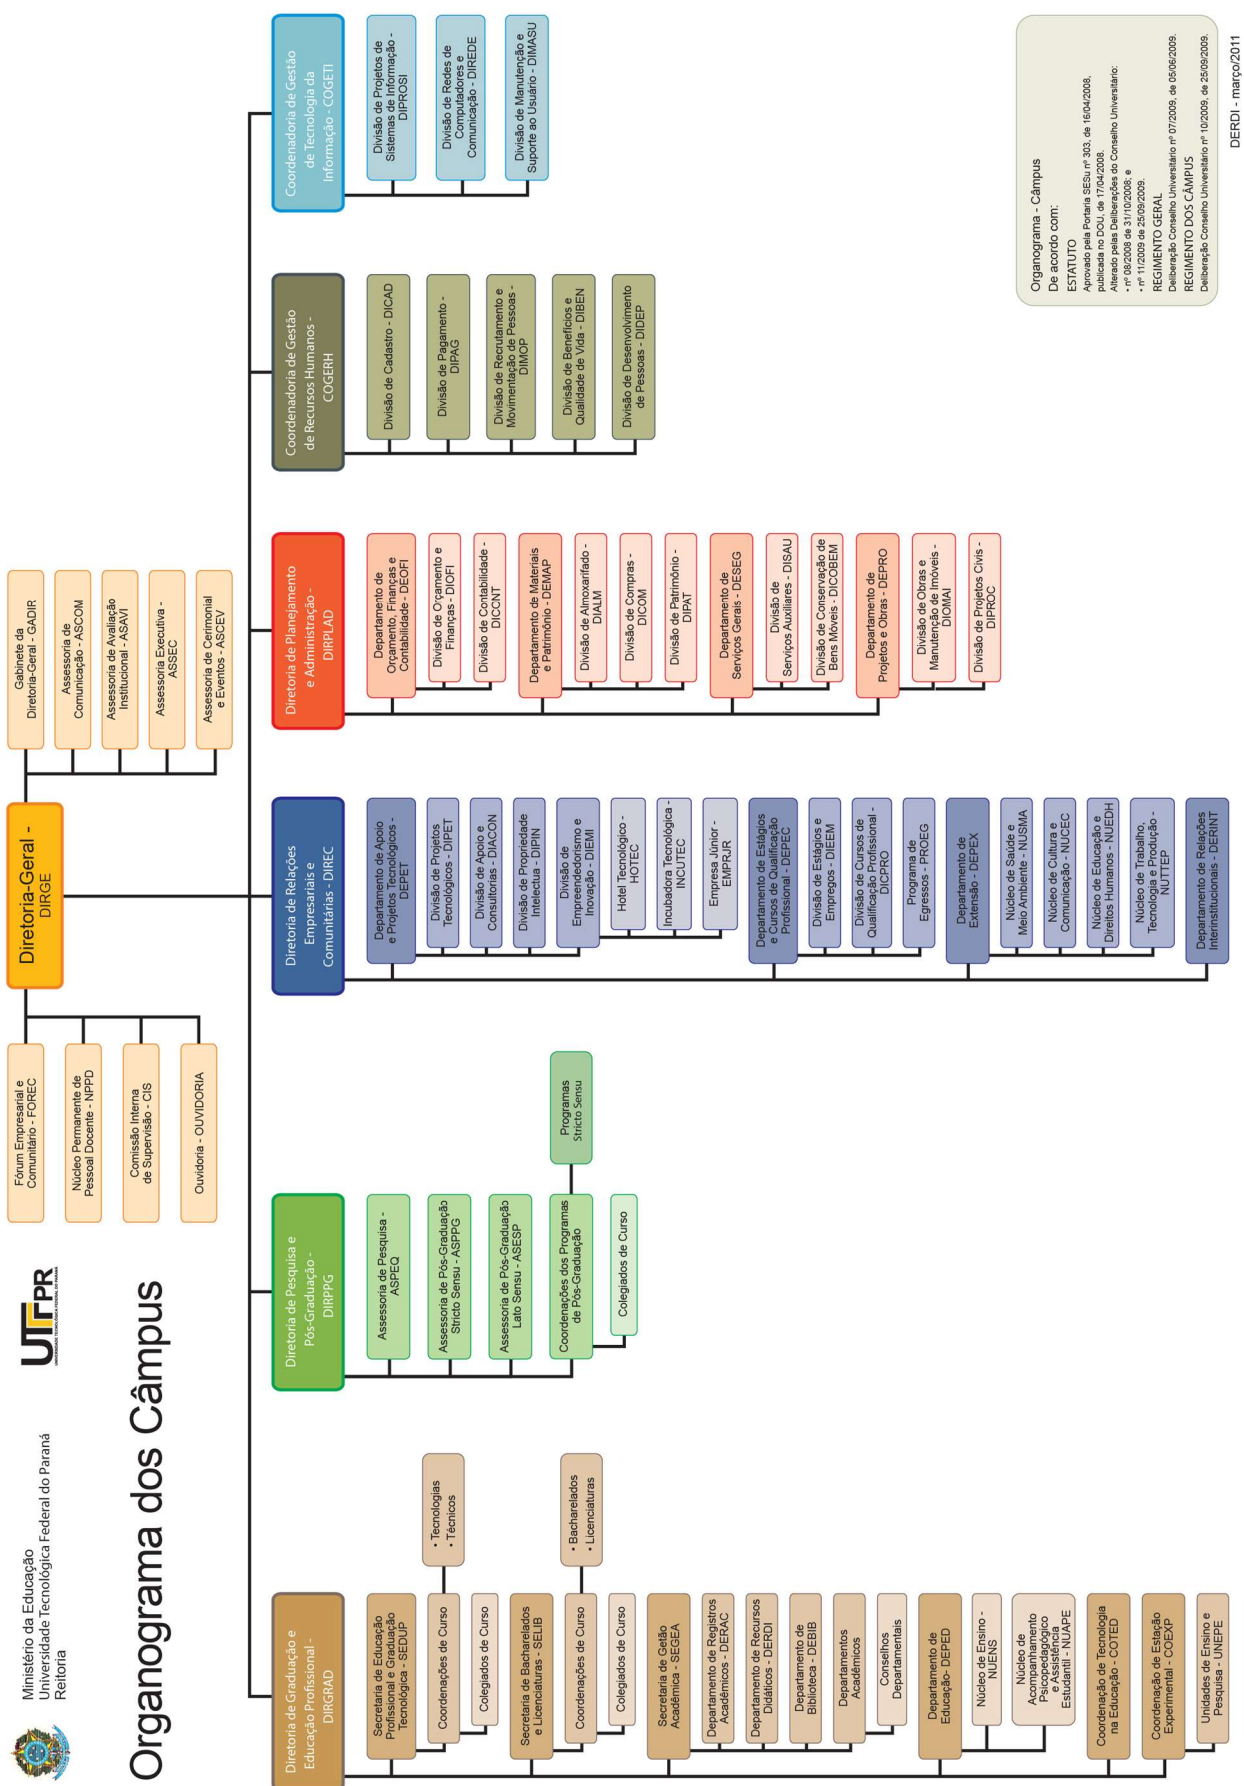 Ministério da Educação
Universidade Tecnológica Federal do Paraná
Reitoria
UTFPR
UNIVERSIDADE TECNOLÓGICA FEDERAL DO PARANÁ
Organograma dos Câmpus
Diretoria-Geral -
DIRGE
Fórum Empresarial e
Comunitário - FOREC
Núcleo Permanente de
Pessoal Docente - NPPD
Comissão Interna
de Supervisão - CIS
Ouvidoria - OUVIDORIA
Gabinete da
Diretoria-Geral - GADIR
Assessoria de
Comunicação - ASCOM
Assessoria de Avaliação
Institucional - ASAVI
Assessoria Executiva -
ASSEC
Assessoria de Cerimonial
e Eventos - ASCEV
Diretoria de Graduação e
Educação Profissional -
DIRGRAD
Secretaria de Educação
Profissional e Graduação
Tecnológica - SEDUP
Coordenações de Curso
• Tecnologias
• Técnicos
Colegiados de Curso
Secretaria de Bacharelados
e Licenciaturas - SELIB
Coordenações de Curso
• Bacharelados
• Licenciaturas
Colegiados de Curso
Secretaria de Getão
Acadêmica - SEGEA
Departamento de Registros
Acadêmicos - DERAC
Departamento de Recursos
Didáticos - DERDI
Departamento de
Biblioteca - DEBIB
Departamentos
Acadêmicos
Conselhos
Departamentais
Departamento de
Educação- DEPED
Núcleo de Ensino -
NUENS
Núcleo de
Acompanhamento
Psicopedagógico
e Assistência
Estudantil - NUAPE
Coordenação de Tecnologia
na Educação - COTED
Coordenação de Estação
Experimental - COEXP
Unidades de Ensino e
Pesquisa - UNEPE
Diretoria de Pesquisa e
Pós-Graduação -
DIRPPG
Assessoria de Pesquisa -
ASPEQ
Assessoria de Pós-Graduação
Stricto Sensu - ASPPG
Assessoria de Pós-Graduação
Lato Sensu - ASESP
Coordenações dos Programas
de Pós-Graduação
Programas
Stricto Sensu
Colegiados de Curso
Diretoria de Relações
Empresariais e
Comunitárias - DIREC
Departamento de Apoio
e Projetos Tecnológicos -
DEPET
Divisão de Projetos
Tecnológicos - DIPET
Divisão de Apoio e
Consultorias - DIACON
Divisão de Propriedade
Intelectua - DIPIN
Divisão de
Empreendedorismo e
Inovação - DIEMI
Hotel Tecnológico -
HOTEC
Incubadora Tecnológica -
INCUTEC
Empresa Júnior -
EMPRJR
Departamento de Estágios
e Cursos de Qualificação
Profissional - DEPEC
Divisão de Estágios e
Empregos - DIEEM
Divisão de Cursos de
Qualificação Profissional -
DICPRO
Programa de
Egressos - PROEG
Departamento de
Extensão - DEPEX
Núcleo de Saúde e
Meio Ambiente - NUSMA
Núcleo de Cultura e
Comunicação - NUCEC
Núcleo de Educação e
Direitos Humanos - NUEDH
Núcleo de Trabalho,
Tecnologia e Produção -
NUTTEP
Departamento de Relações
Interinstitucionais - DERINT
Diretoria de Planejamento
e Administração -
DIRPLAD
Departamento de
Orçamento, Finanças e
Contabilidade - DEOFI
Divisão de Orçamento e
Finanças - DIOFI
Divisão de Contabilidade -
DICCNT
Departamento de Materiais
e Patrimônio - DEMAP
Divisão de Almoxarifado -
DIALM
Divisão de Compras -
DICOM
Divisão de Patrimônio -
DIPAT
Departamento de
Serviços Gerais - DESEG
Divisão de
Serviços Auxiliares - DISAU
Divisão de Conservação de
Bens Moveis - DICOBEM
Departamento de
Projetos e Obras - DEPRO
Divisão de Obras e
Manutenção de Imóveis -
DIOMAI
Divisão de Projetos Civis -
DIPROC
Coordenadoria de Gestão
de Recursos Humanos -
COGERH
Divisão de Cadastro - DICAD
Divisão de Pagamento -
DIPAG
Divisão de Recrutamento e
Movimentação de Pessoas -
DIMOP
Divisão de Benefícios e
Qualidade de Vida - DIBEN
Divisão de Desenvolvimento
de Pessoas - DIDEP
Coordenadoria de Gestão
de Tecnologia da
Informação - COGETI
Divisão de Projetos de
Sistemas de Informação -
DIPROSI
Divisão de Redes de
Computadores e
Comunicação - DIREDE
Divisão de Manutenção e
Suporte ao Usuário - DIMASU
Organograma - Câmpus
De acordo com:
ESTATUTO
Aprovado pela Portaria SESu nº 303, de 16/04/2008,
publicada no DOU, de 17/04/2008.
Alterado pelas Deliberações do Conselho Universitário:
• nº 08/2008 de 31/10/2008; e
• nº 11/2009 de 25/09/2009.
REGIMENTO GERAL
Deliberação Conselho Universitário nº 07/2009, de 05/06/2009.
REGIMENTO DOS CÂMPUS
Deliberação Conselho Universitário nº 10/2009, de 25/09/2009.
DERDI - março/2011